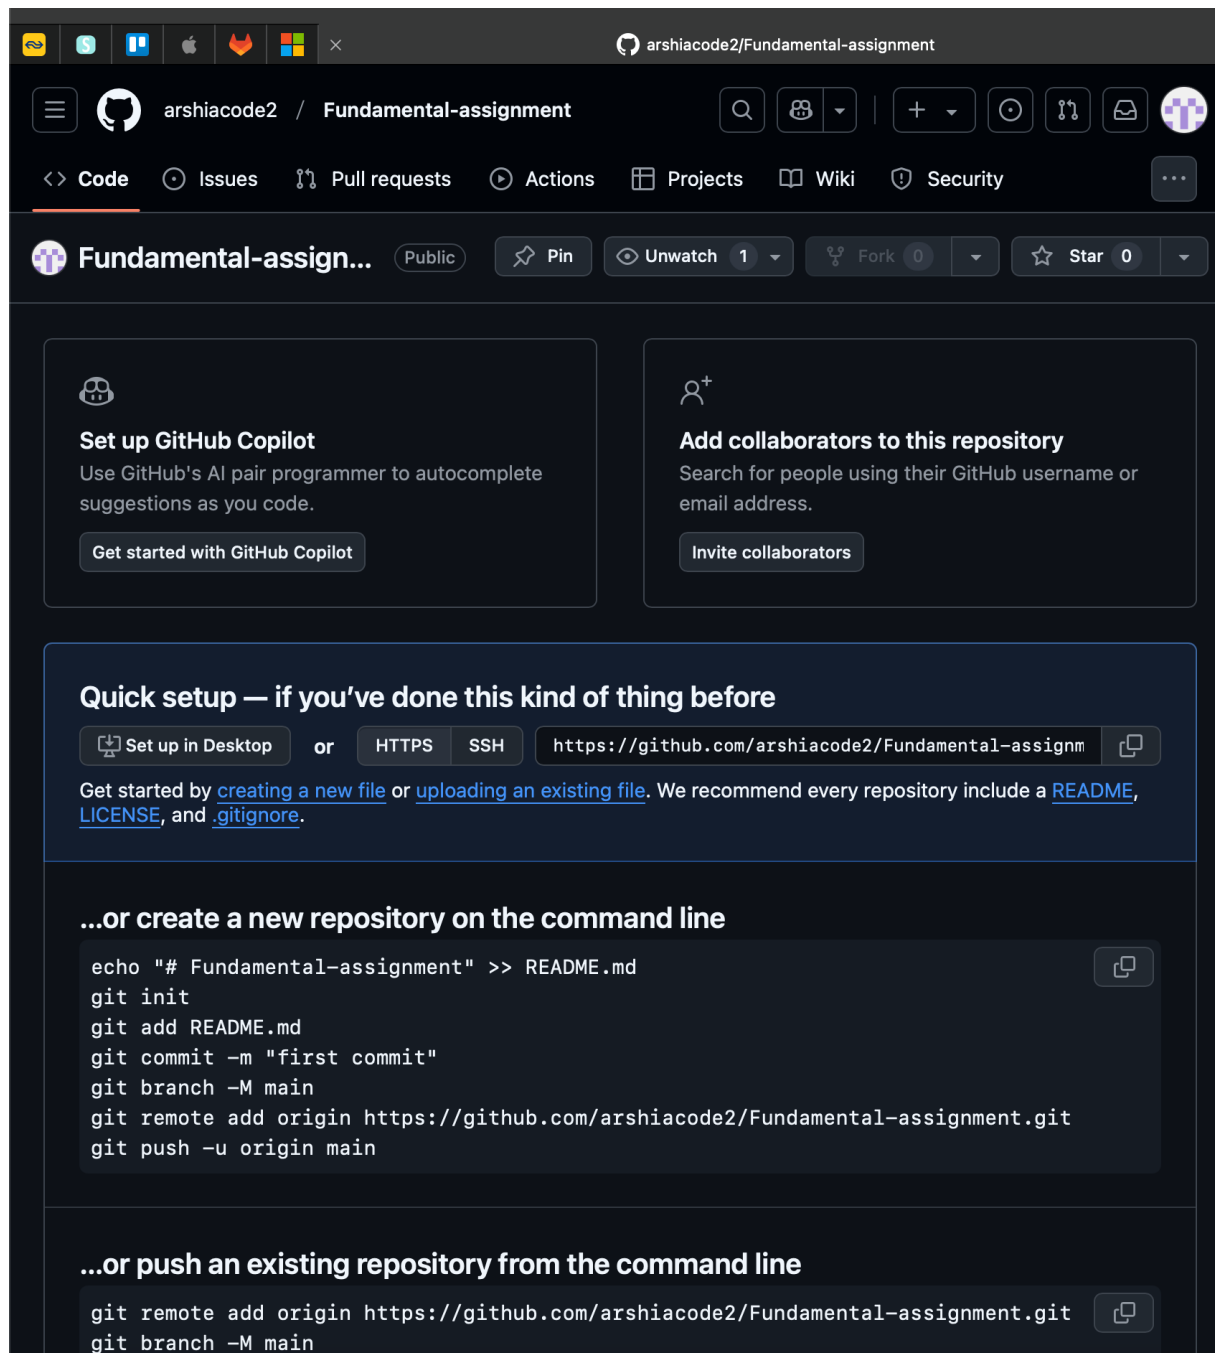 arshiacode2/Fundamental-assignment
arshiacode2 / Fundamental-assignment
Code Issues Pull requests Actions Projects Wiki Security
Fundamental-assign... Public Pin Unwatch 1 Fork 0 Star 0
Set up GitHub Copilot
Use GitHub's AI pair programmer to autocomplete
suggestions as you code.
Get started with GitHub Copilot
Add collaborators to this repository
Search for people using their GitHub username or
email address.
Invite collaborators
Quick setup — if you’ve done this kind of thing before
Set up in Desktop or HTTPS SSH https://github.com/arshiacode2/Fundamental-assignm
Get started by creating a new file or uploading an existing file. We recommend every repository include a README,
LICENSE, and .gitignore.
…or create a new repository on the command line
echo "# Fundamental-assignment" >> README.md
git init
git add README.md
git commit -m "first commit"
git branch -M main
git remote add origin https://github.com/arshiacode2/Fundamental-assignment.git
git push -u origin main
…or push an existing repository from the command line
git remote add origin https://github.com/arshiacode2/Fundamental-assignment.git
git branch -M main